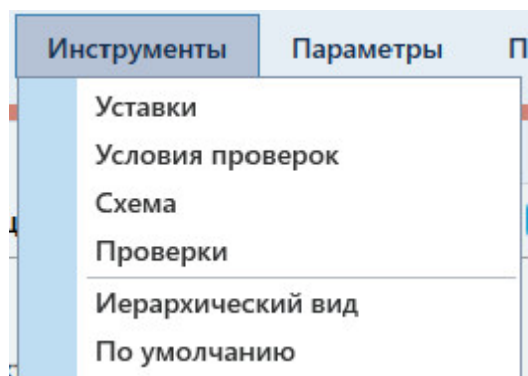 Инструменты Параметры
Уставки
Условия проверок
Схема
Проверки
Иерархический вид
По умолчанию